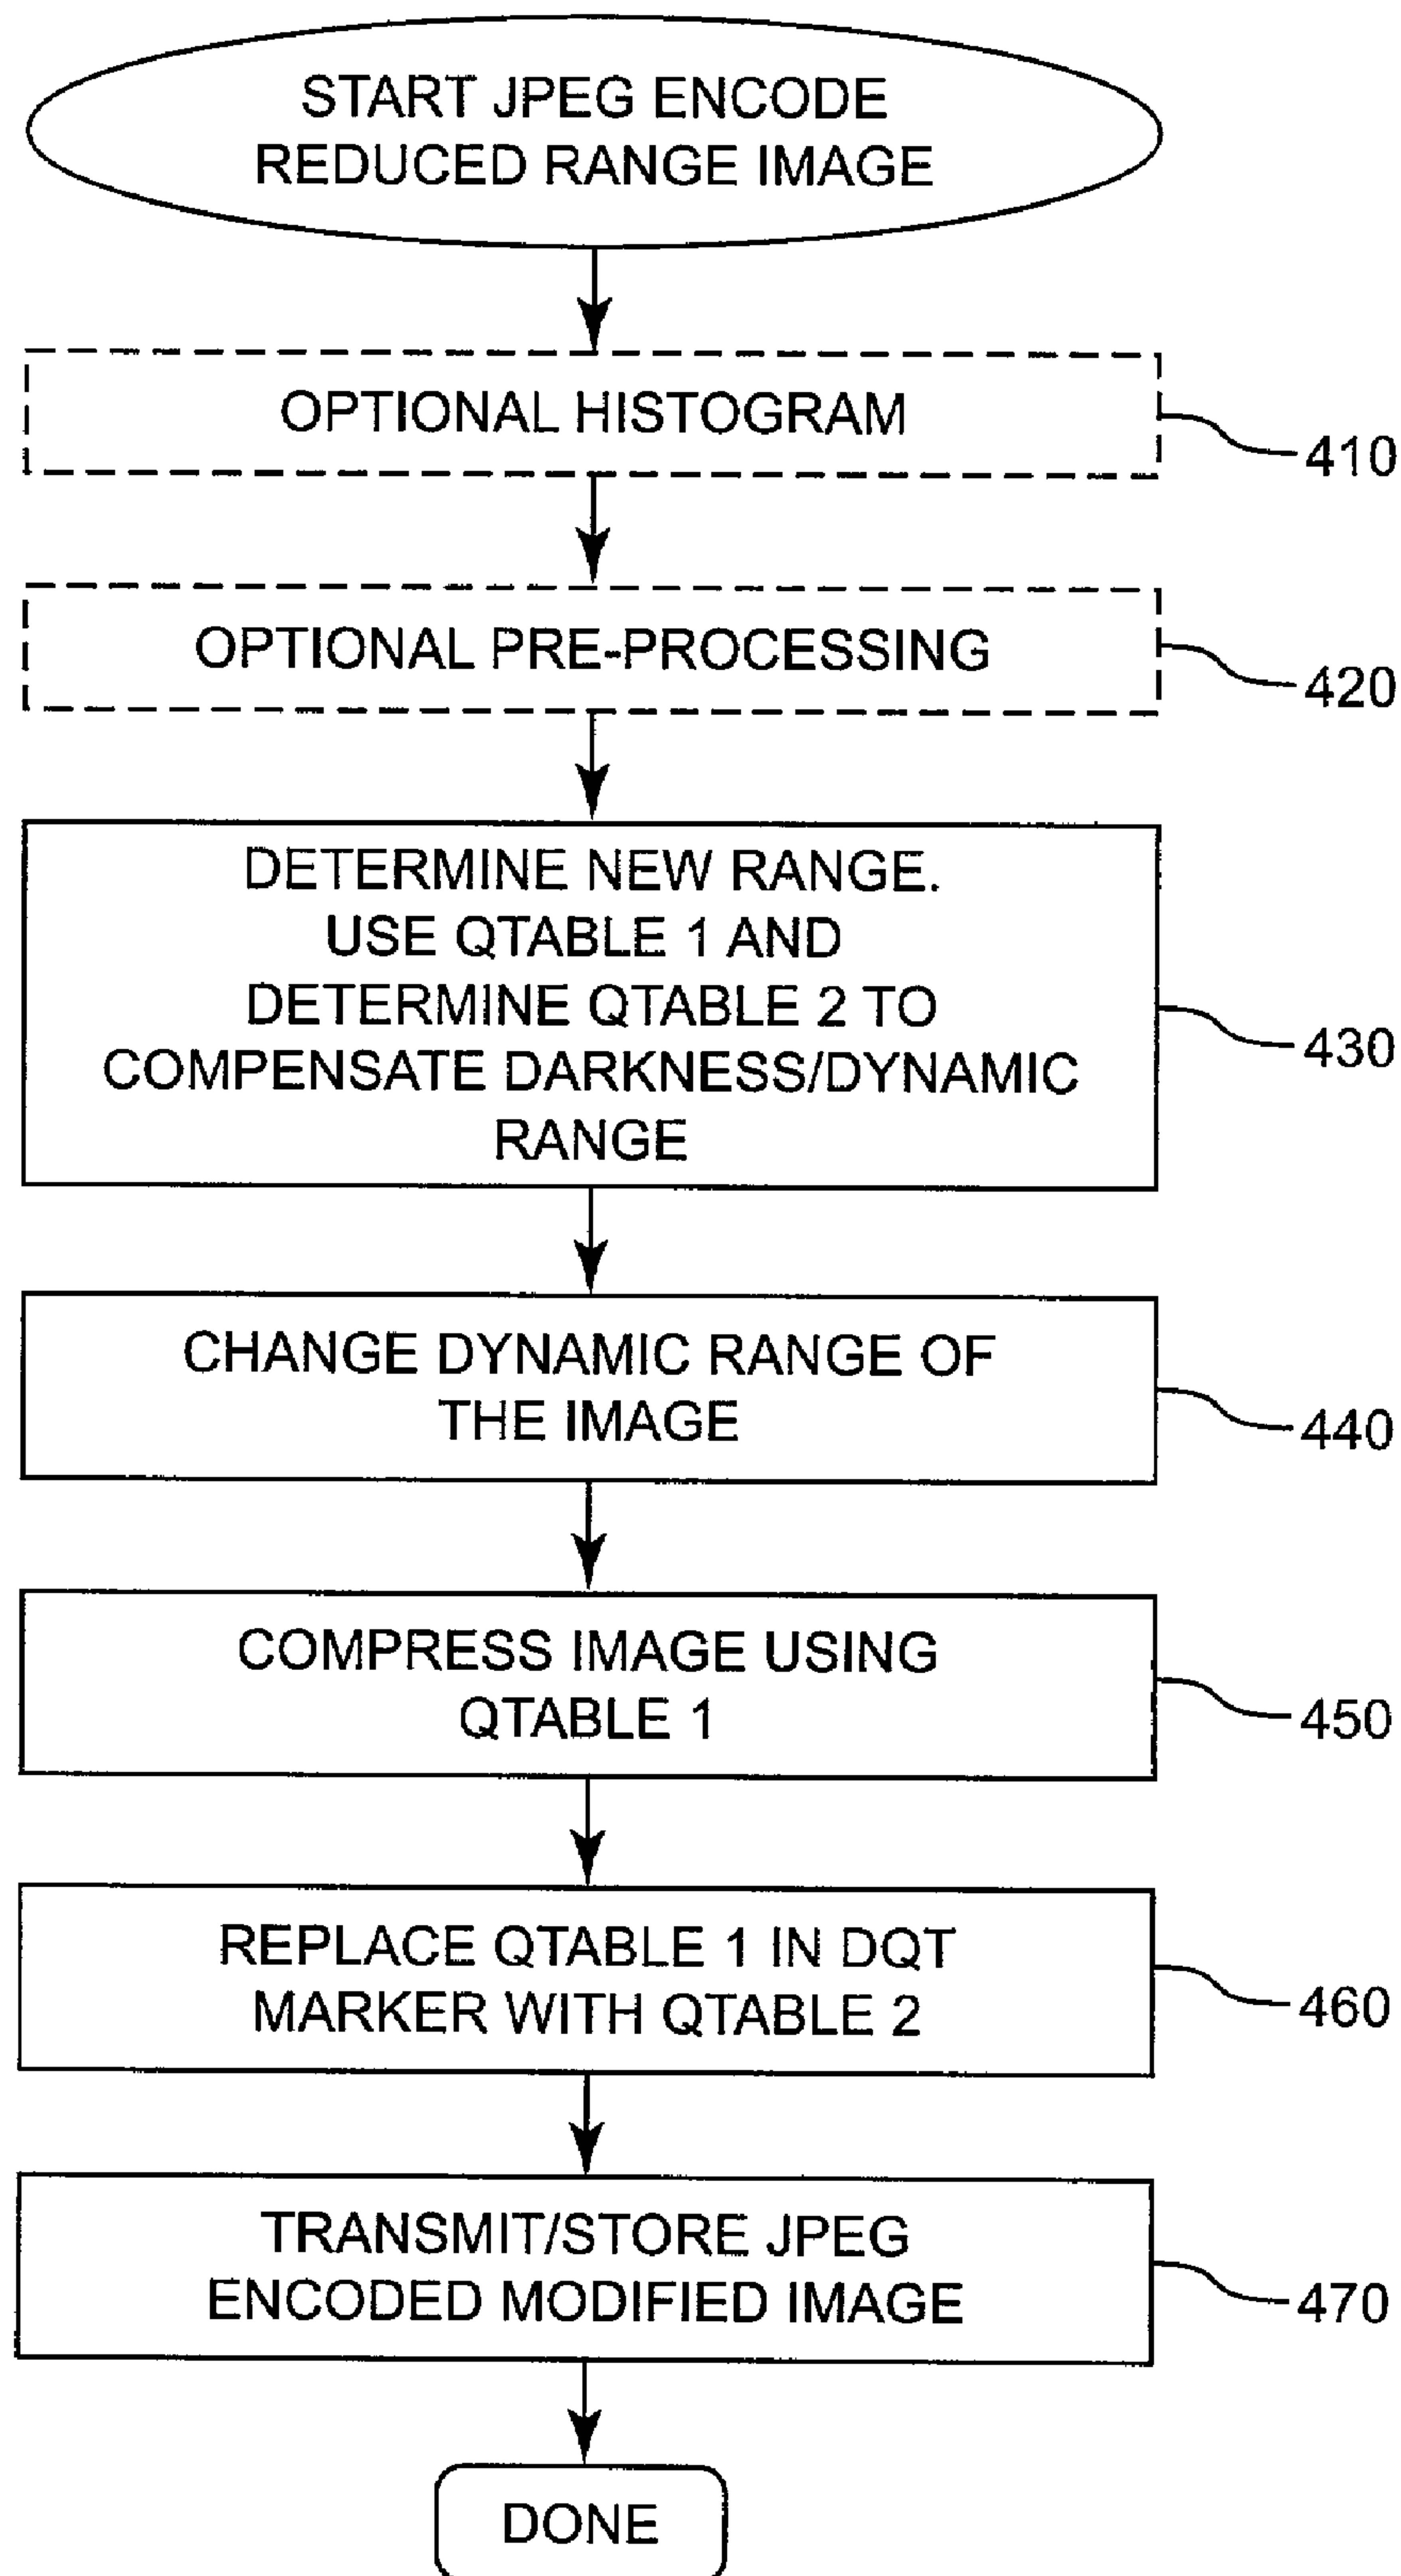 START JPEG ENCODE
REDUCED RANGE IMAGE
OPTIONAL HISTOGRAM
410
OPTIONAL PRE-PROCESSING
420
DETERMINE NEW RANGE.
USE QTABLE 1 AND
DETERMINE QTABLE 2 TO
COMPENSATE DARKNESS/DYNAMIC
RANGE
430
CHANGE DYNAMIC RANGE OF
THE IMAGE
440
COMPRESS IMAGE USING
QTABLE 1
450
REPLACE QTABLE 1 IN DQT
MARKER WITH QTABLE 2
460
TRANSMIT/STORE JPEG
ENCODED MODIFIED IMAGE
470
DONE